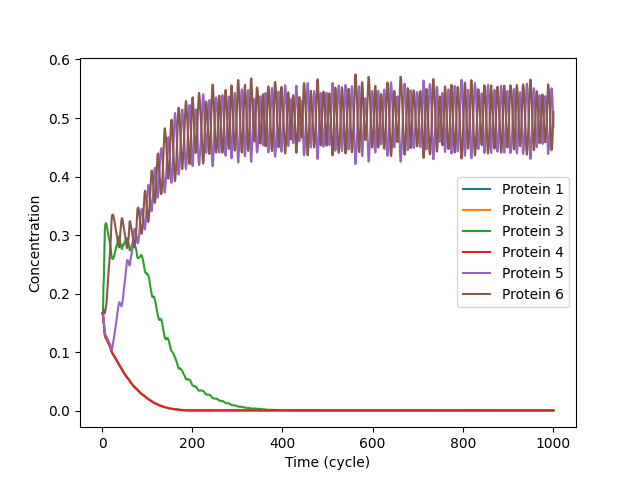 0.6
0.5
0.4
0.3
0.2
0.1
0.0
Concentration
Protein 1
Protein 2
Protein 3
Protein 4
Protein 5
Protein 6
0 200 400 600 800 1000
Time (cycle)